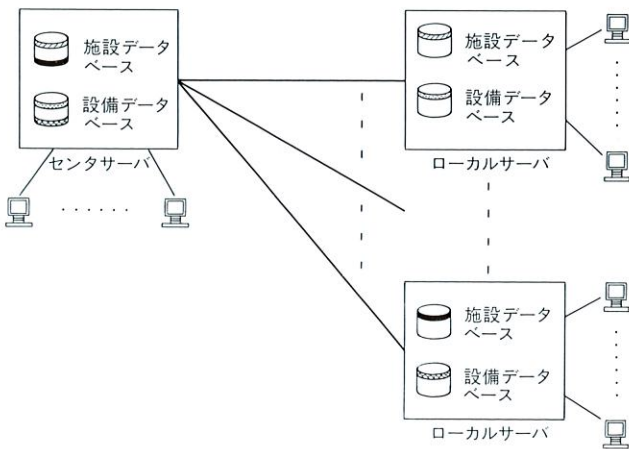 施設データ
ベース
設備データ
ベース
センタサーバ
施設データ
ベース
設備データ
ベース
ローカルサーバ
施設データ
ベース
設備データ
ベース
ローカルサーバ